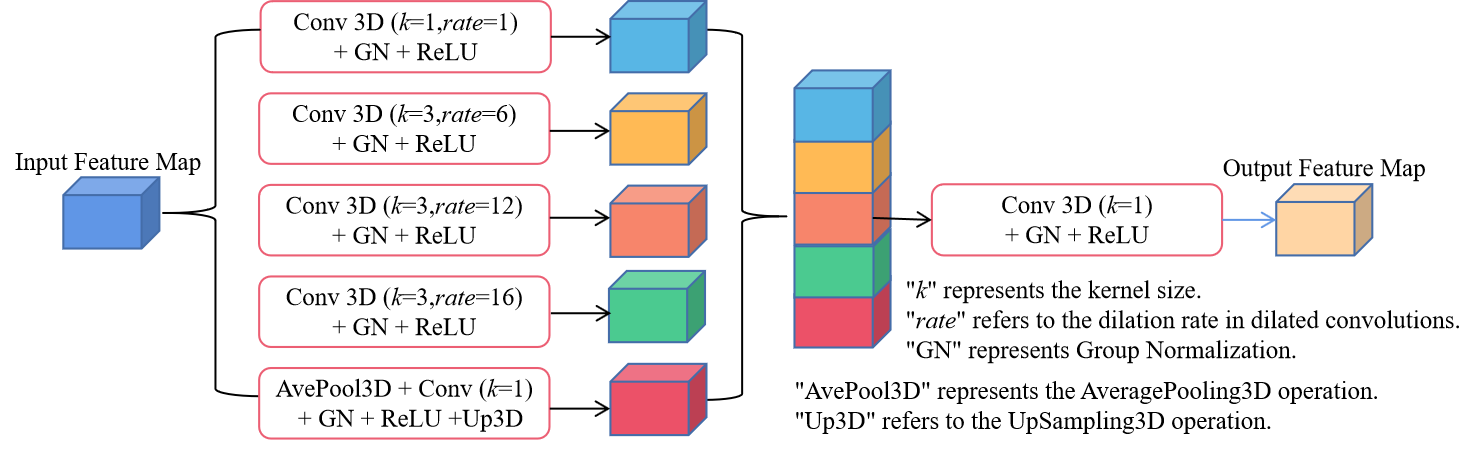 Conv 3D (k=1,rate=1)
+ GN + ReLU
Conv 3D (k=3,rate=6)
+ GN + ReLU
Input Feature Map
Conv 3D (k=3,rate=12)
+ GN + ReLU
Conv 3D (k=3,rate=16)
+ GN + ReLU
AvePool3D + Conv (k=1)
+ GN + ReLU +Up3D
Conv 3D (k=1)
+ GN + ReLU
Output Feature Map
"k" represents the kernel size.
"rate" refers to the dilation rate in dilated convolutions.
"GN" represents Group Normalization.
"AvePool3D" represents the AveragePooling3D operation.
"Up3D" refers to the UpSampling3D operation.